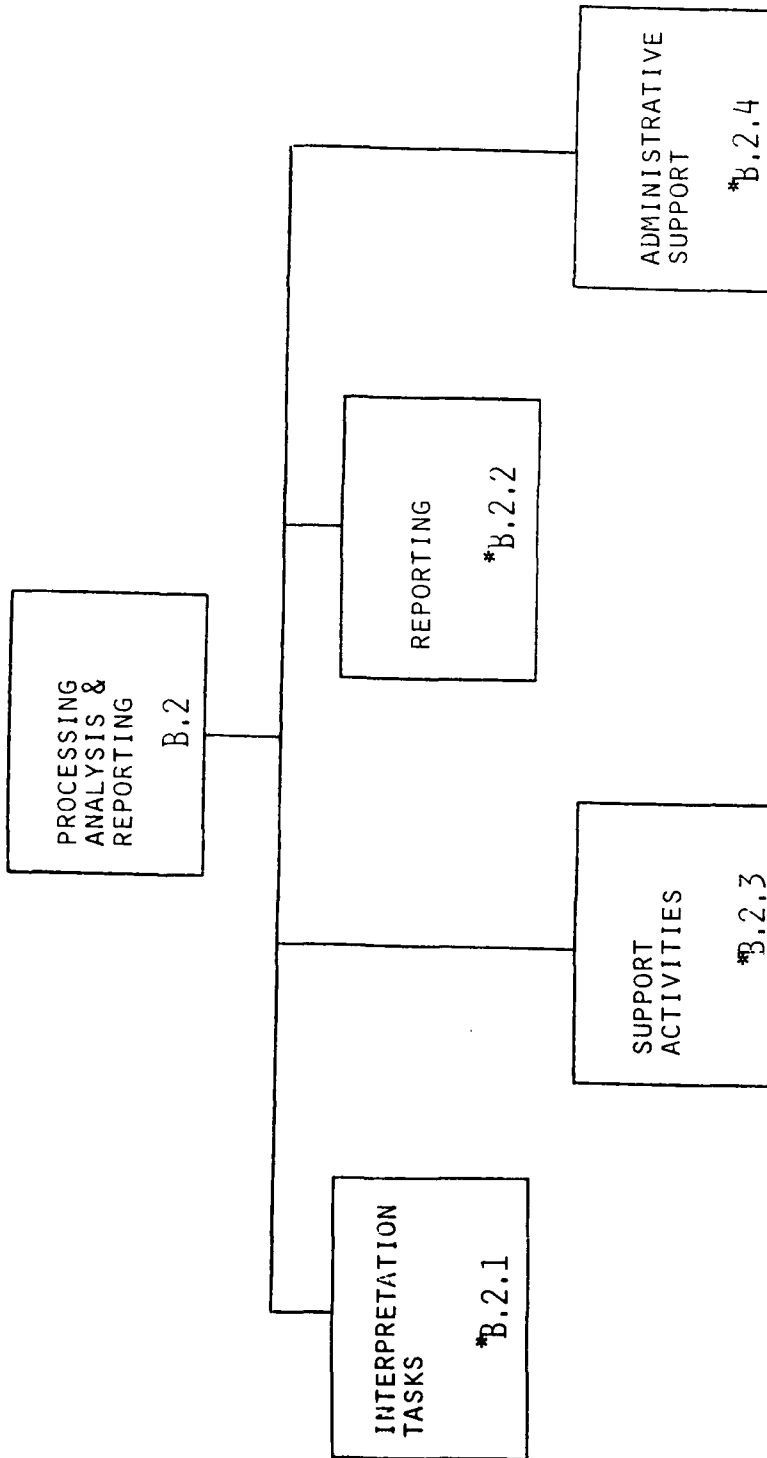 PROCESSING
ANALYSIS &
REPORTING
B.2
INTERPRETATION
TASKS
*B.2.1
REPORTING
*B.2.2
SUPPORT
ACTIVITIES
*B.2.3
ADMINISTRATIVE
SUPPORT
*B.2.4